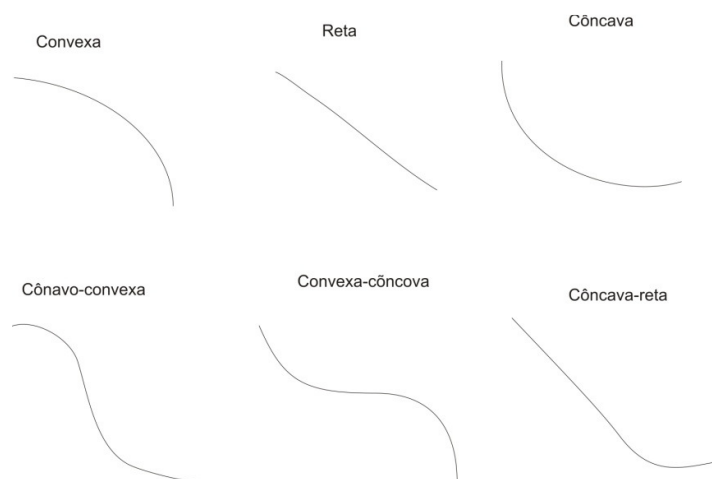 Convexa
Reta
Côncava
Cônavo-convexa
Convexa-cõncova
Côncava-reta